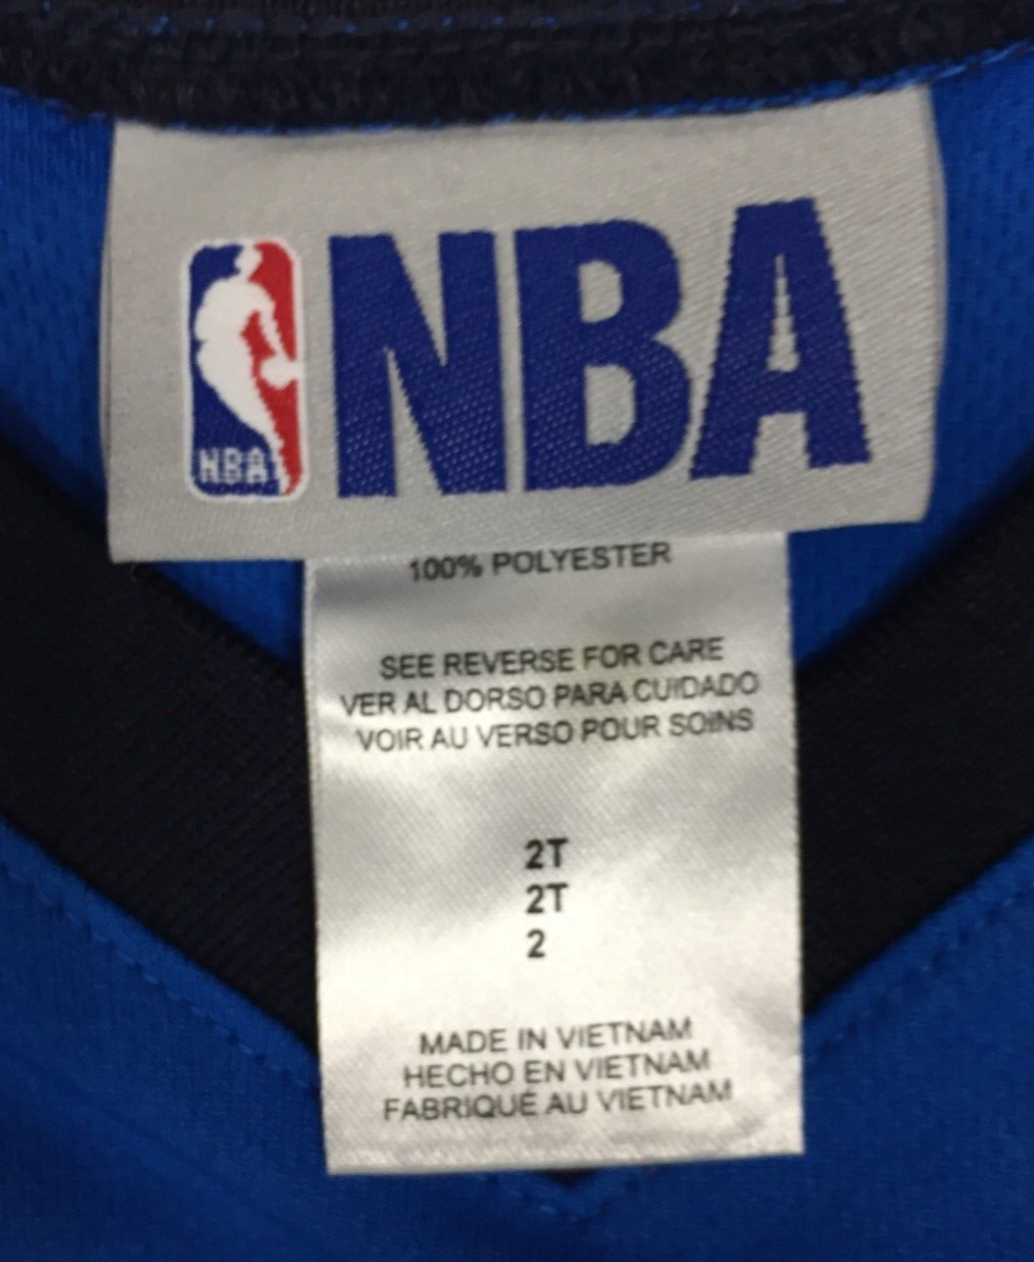 NBA
NBA
100% POLYESTER
SEE REVERSE FOR CARE
VER AL DORSO PARA CUIDADO
VOIR AU VERSO POUR SOINS
2T
2T
2
MADE IN VIETNAM
HECHO EN VIETNAM
FABRIQUÉ AU VIETNAM